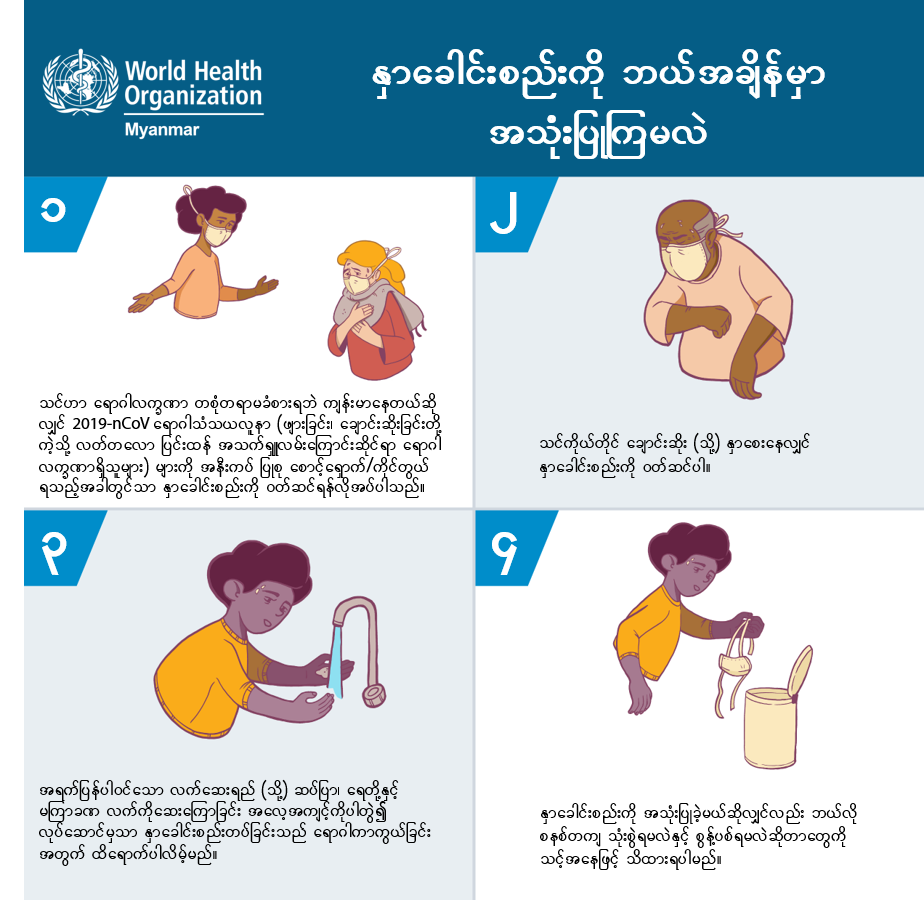 World Health
Organization
Myanmar
နှာခေါင်းစည်းကို ဘယ်အချိန်မှာ
အသုံးပြုကြမလဲ
၁
သင်ဟာ ရောဂါလက္ခဏာ တစုံတရာမခံစားရဘဲ ကျန်းမာနေတယ်ဆို
လျှင် 2019-nCoV ရောဂါသံသယလူနာ (ဖျားခြင်း၊ ချောင်းဆိုးခြင်းတို့
ကဲ့သို့ လတ်တလော ပြင်းထန် အသက်ရှူလမ်းကြောင်းဆိုင်ရာ ရောဂါ
လက္ခဏာရှိသူများ) များကို အနီးကပ် ပြုစု စောင့်ရှောက်/ကိုင်တွယ်
ရသည့်အခါတွင်သာ နှာခေါင်းစည်းကို ဝတ်ဆင်ရန်လိုအပ်ပါသည်။
၂
သင်ကိုယ်တိုင် ချောင်းဆိုး (သို့) နှာစေးနေလျှင်
နှာခေါင်းစည်းကို ဝတ်ဆင်ပါ။
၃
အရက်ပြန်ပါဝင်သော လက်ဆေးရည် (သို့) ဆပ်ပြာ၊ ရေတို့နှင့်
မကြာခဏ လက်ကိုဆေးကြောခြင်း အလေ့အကျင့်ကိုပါတွဲ၍
လုပ်ဆောင်မှသာ နှာခေါင်းစည်းတပ်ခြင်းသည် ရောဂါကာကွယ်ခြင်း
အတွက် ထိရောက်ပါလိမ့်မည်။
၄
နှာခေါင်းစည်းကို အသုံးပြုခဲ့မယ်ဆိုလျှင်လည်း ဘယ်လို
စနစ်တကျ သုံးစွဲရမလဲနှင့် စွန့်ပစ်ရမလဲဆိုတာတွေကို
သင့်အနေဖြင့် သိထားရပါမည်။